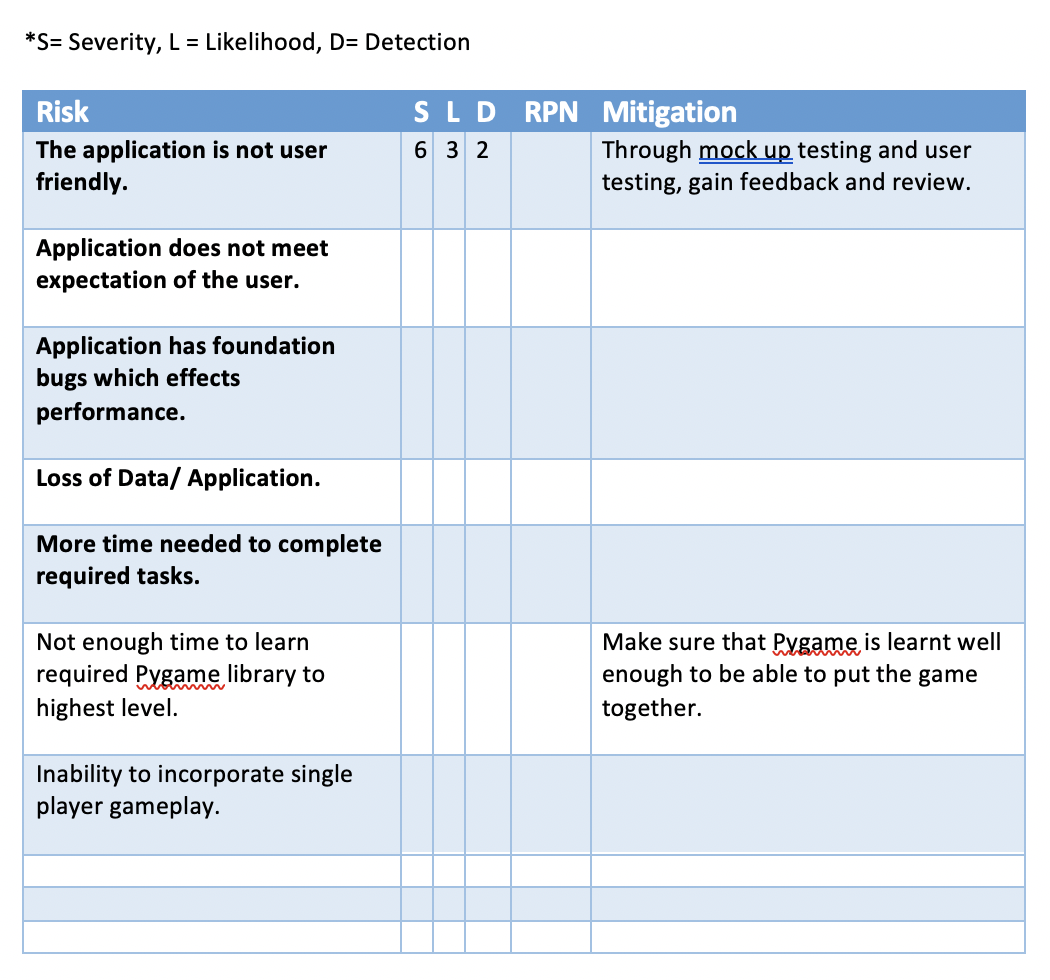 *S= Severity, L = Likelihood, D= Detection
Risk S L D RPN Mitigation
The application is not user 6 3 2 Through mock up testing and user
friendly. testing, gain feedback and review.
Application does not meet
expectation of the user.
Application has foundation
bugs which effects
performance.
Loss of Data/ Application.
More time needed to complete
required tasks.
Not enough time to learn Make sure that Pygame is learnt well
required Pygame library to enough to be able to put the game
highest level. together.
Inability to incorporate single
player gameplay.